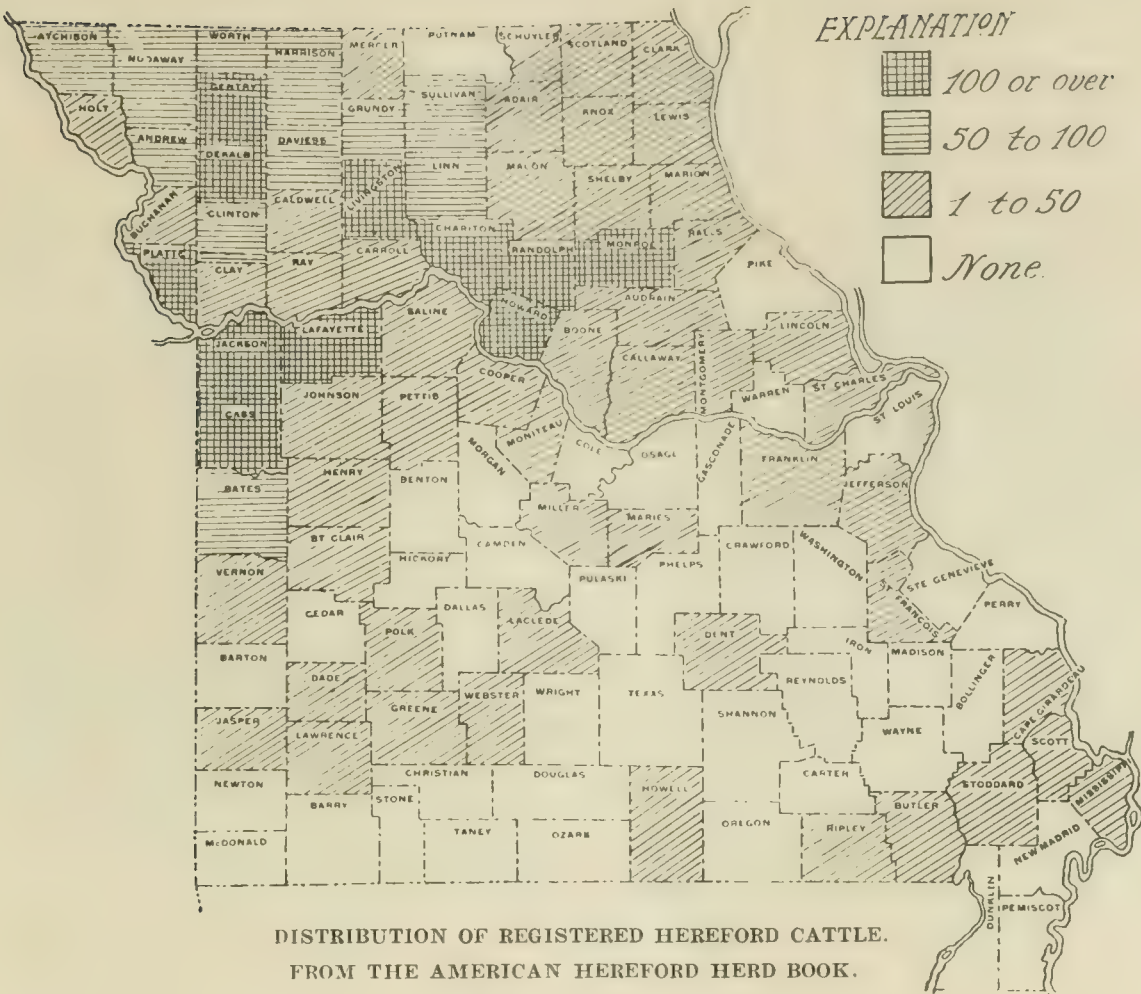 EXPLANATION
100 or over
50 to 100
1 to 50
None.
ATCHISON
NODAWAY
WORTH
HARRISON
MERCER
PUTNAM
SCHUYLER
SCOTLAND
CLARK
HOLT
GENTRY
GRUNDY
SULLIVAN
ADAIR
KNOX
LEWIS
ANDREW
DEKALB
DAVIESS
LIVINGSTON
LINN
MACON
SHELBY
MARION
BUCHANAN
CLINTON
CALDWELL
CHARITON
RANDOLPH
MONROE
RALLS
PIKE
PLATTE
CLAY
RAY
CARROLL
SALINE
HOWARD
BOONE
AUDRAIN
LINCOLN
JACKSON
LAFAYETTE
CALLAWAY
MONTGOMERY
WARREN
ST CHARLES
ST LOUIS
CASS
JOHNSON
PETTIS
COOPER
MORGAN
MONITEAU
COLE
OSAGE
GASCONADE
FRANKLIN
JEFFERSON
BATES
HENRY
BENTON
MILLER
MARIES
CRAWFORD
WASHINGTON
ST FRANCOIS
STE GENEVIEVE
PERRY
VERNON
ST CLAIR
HICKORY
CAMDEN
PULASKI
PHELPS
CEDAR
POLK
DALLAS
LACLEDE
DENT
IRON
MADISON
BOLLINGER
CAPE GIRARDEAU
BARTON
DADE
GREENE
WEBSTER
WRIGHT
TEXAS
REYNOLDS
SHANNON
WAYNE
SCOTT
JASPER
LAWRENCE
CHRISTIAN
DOUGLAS
HOWELL
CARTER
BUTLER
STODDARD
MISSISSIPPI
NEWTON
BARRY
STONE
TANEY
OZARK
OREGON
RIPLEY
NEW MADRID
McDONALD
DUNKLIN
PEMISCOT
DISTRIBUTION OF REGISTERED HEREFORD CATTLE.
FROM THE AMERICAN HEREFORD HERD BOOK.